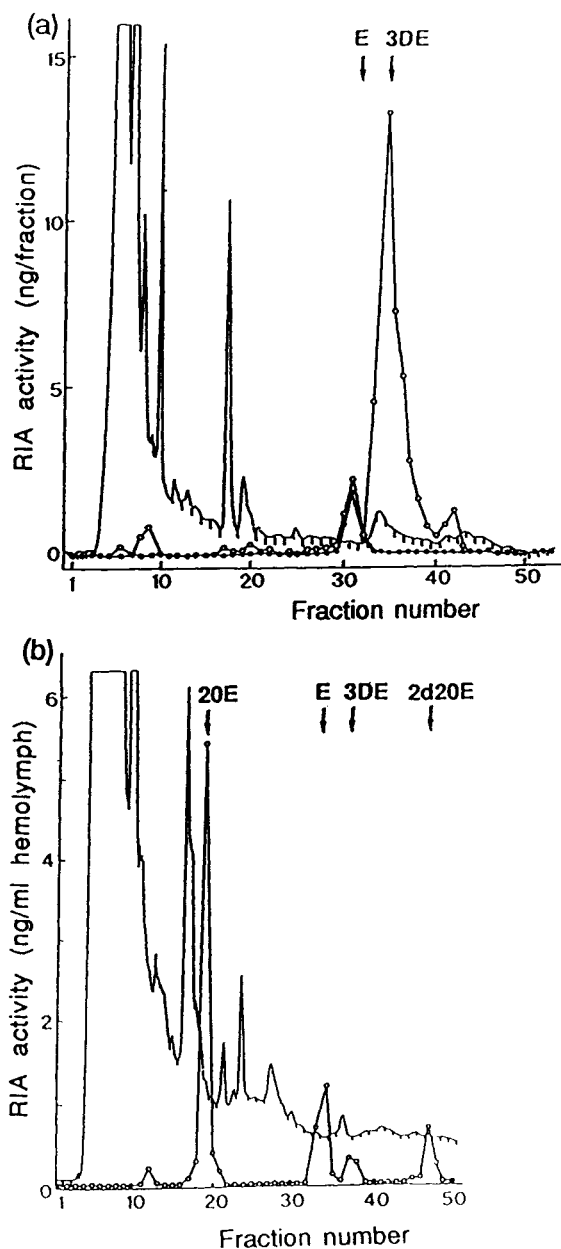 (a)
E 3DE
15
10
5
0
RIA activity (ng/fraction)
1 10 20 30 40 50
Fraction number
(b)
20E E 3DE 2d20E
6
4
2
0
RIA activity (ng/ml hemolymph)
1 10 20 30 40 50
Fraction number